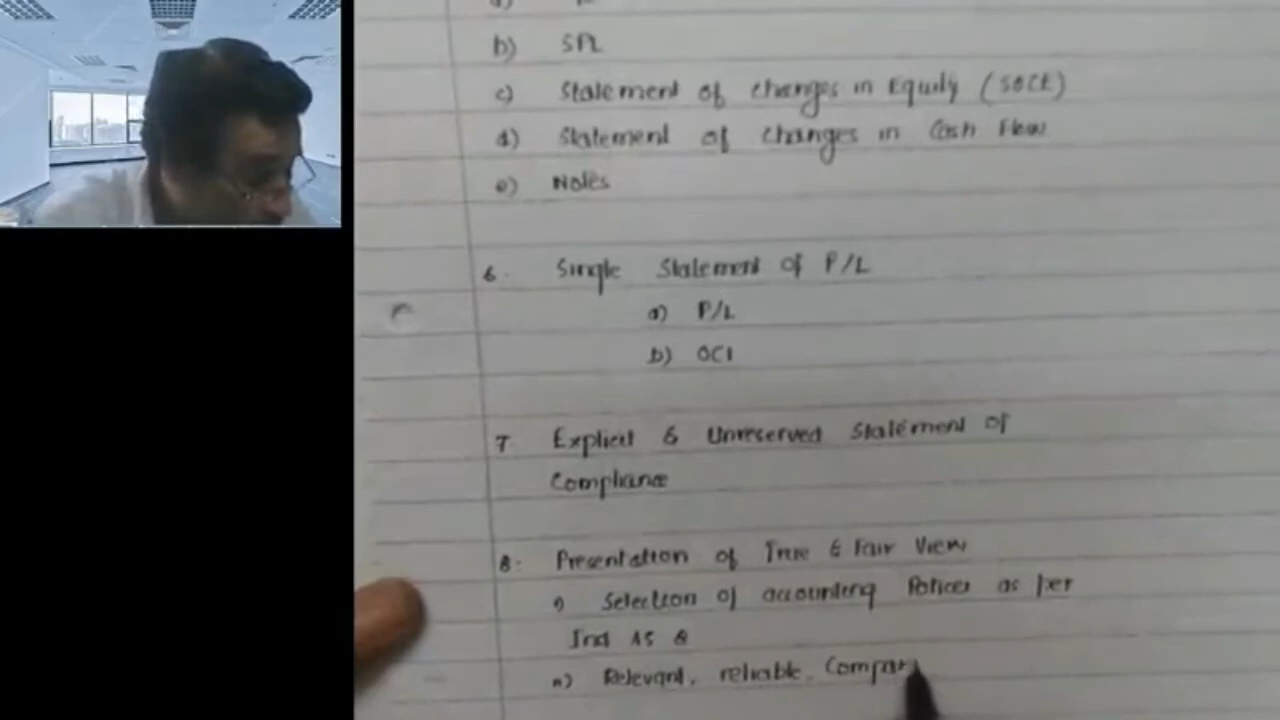 b) SPL
c) Statement of changes in Equity (SOCE)
d) Statement of changes in Cash Flow
e) Notes
6. Single Statement of P/L
a) P/L
b) OCI
7. Explicit & Unreserved Statement of
Compliance
8. Presentation of True & Fair View
i) Selection of accounting Policies as per
Ind AS &
ii) Relevant, reliable, Compar